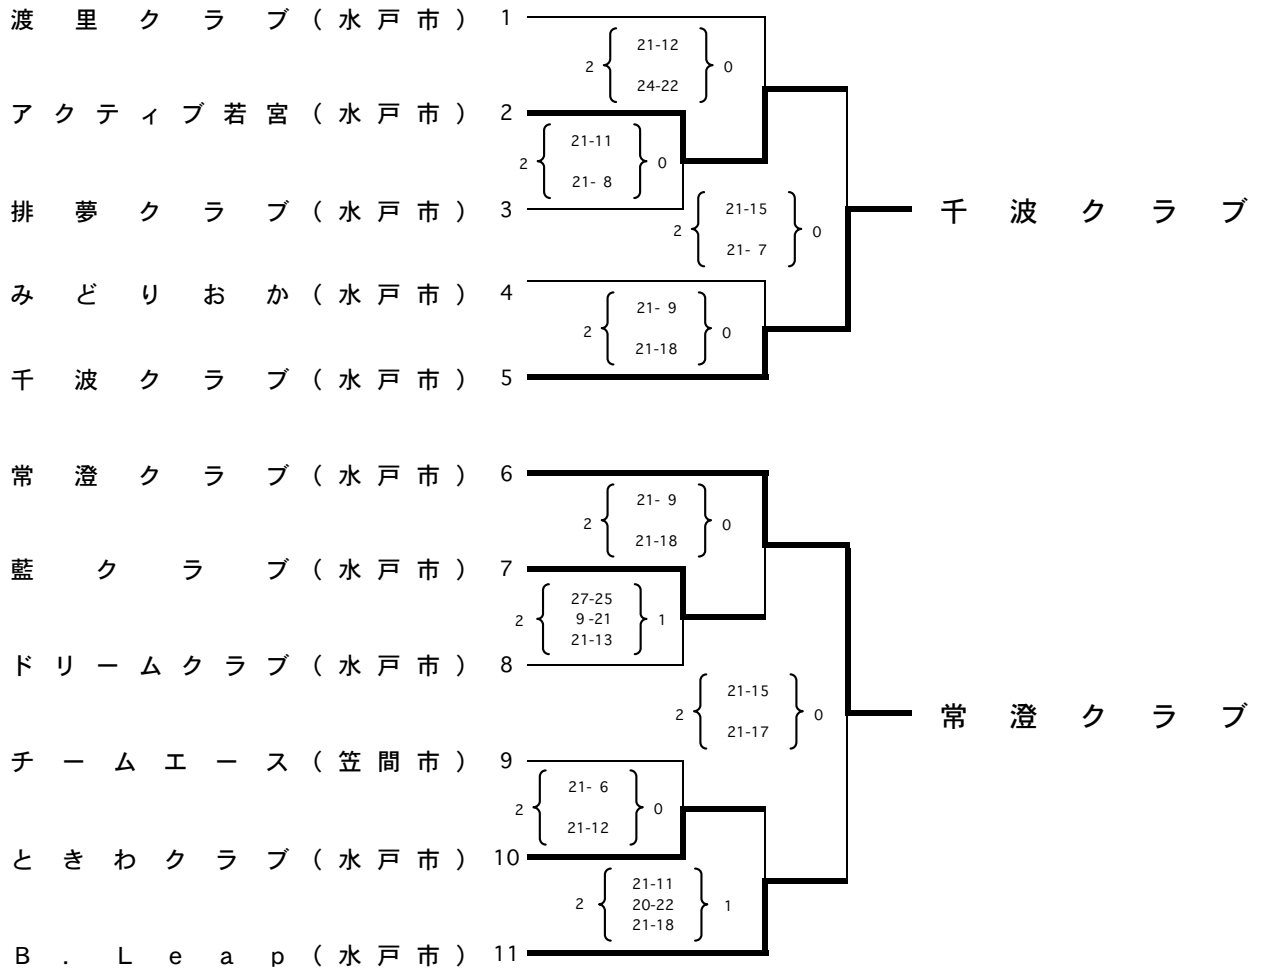 渡里クラブ(水戸市) 1
21-12
2 0
24-22
アクティブ若宮(水戸市) 2
21-11
2 0
21- 8
排夢クラブ(水戸市) 3
21-15
2 0
21- 7
千波クラブ
みどりおか(水戸市) 4
21- 9
2 0
21-18
千波クラブ(水戸市) 5
常澄クラブ(水戸市) 6
21- 9
2 0
21-18
藍クラブ(水戸市) 7
27-25
2 9 -21 1
21-13
ドリームクラブ(水戸市) 8
21-15
2 0
21-17
常澄クラブ
チームエース(笠間市) 9
21- 6
2 0
21-12
ときわクラブ(水戸市) 10
21-11
2 20-22 1
21-18
B.Leap(水戸市) 11